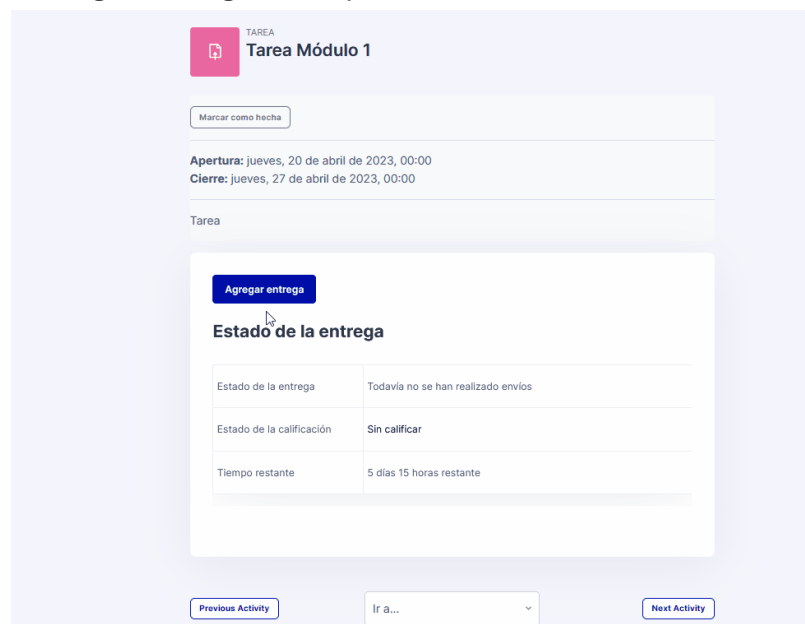 TAREA
Tarea Módulo 1
Marcar como hecha
Apertura: jueves, 20 de abril de 2023, 00:00
Cierre: jueves, 27 de abril de 2023, 00:00
Tarea
Agregar entrega
Estado de la entrega
Estado de la entrega Todavía no se han realizado envíos
Estado de la calificación Sin calificar
Tiempo restante 5 días 15 horas restante
Previous Activity Ir a... Next Activity